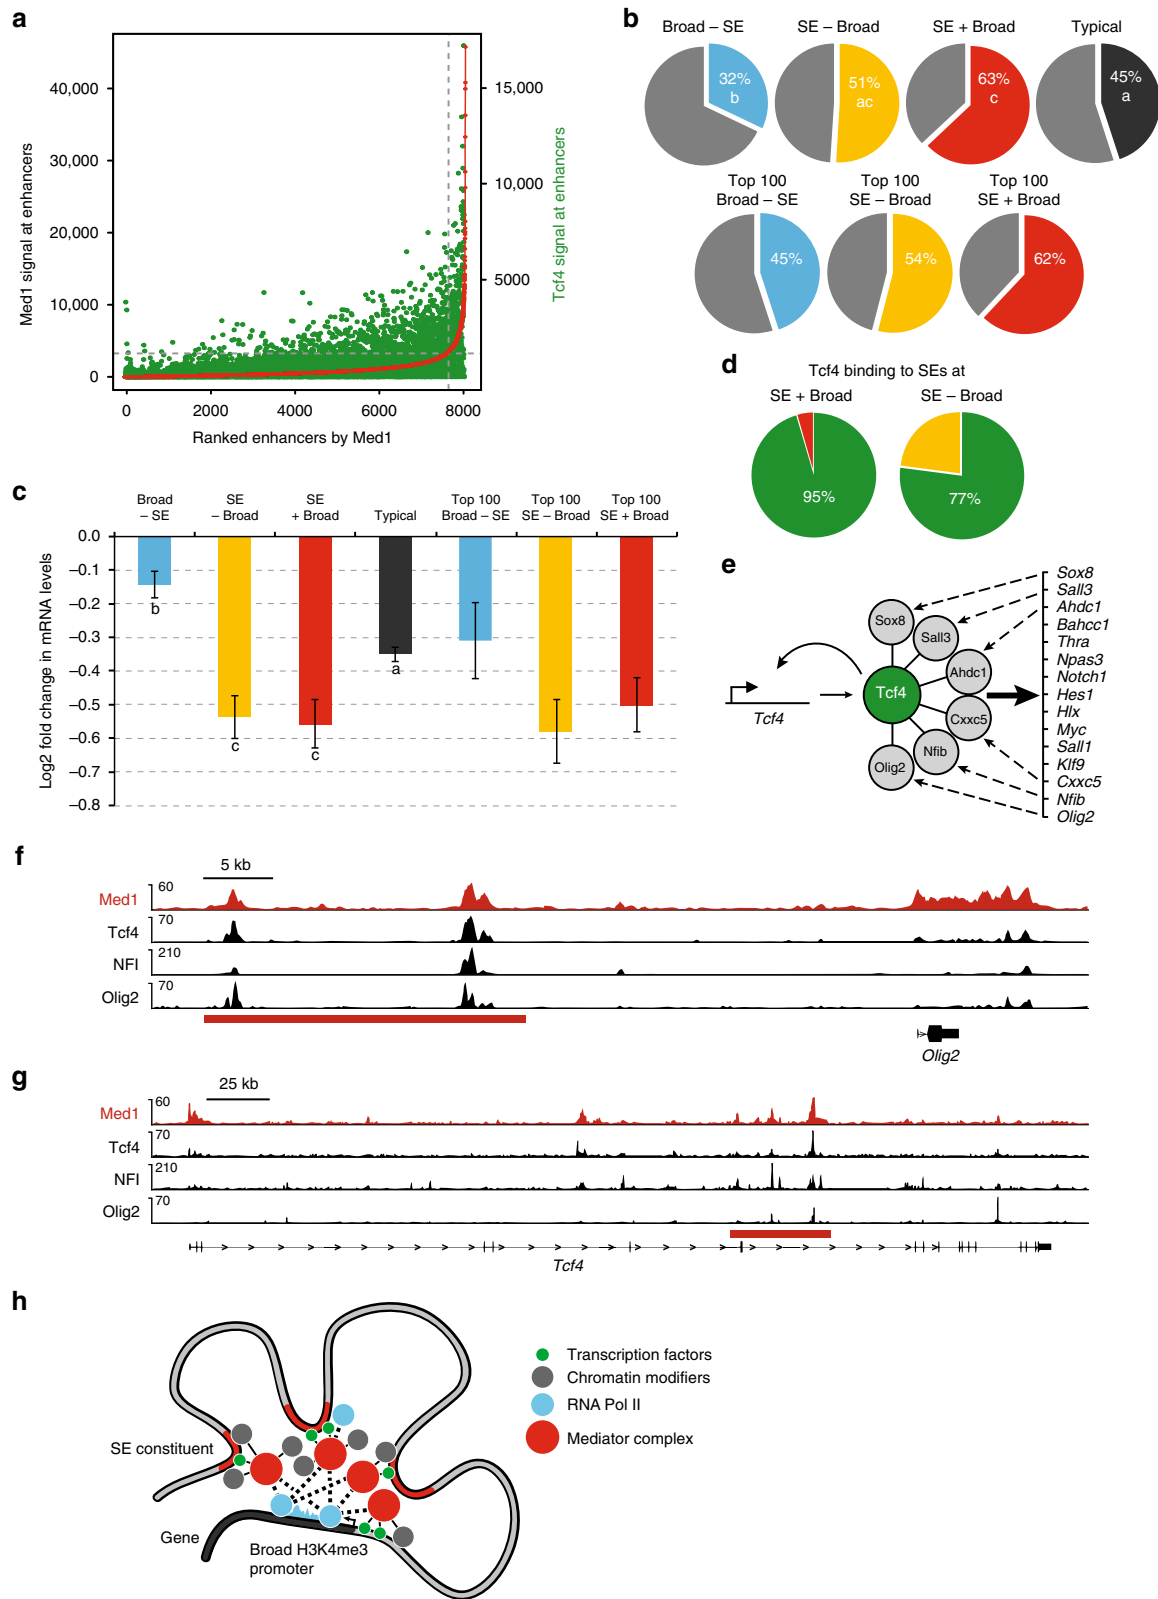 a
Med1 signal at enhancers
40,000
30,000
20,000
10,000
0
15,000
10,000
5000
Tcf4 signal at enhancers
0 2000 4000 6000 8000
Ranked enhancers by Med1
b
Broad – SE
SE – Broad
SE + Broad
Typical
32%
b
51%
ac
63%
c
45%
a
Top 100
Broad – SE
Top 100
SE – Broad
Top 100
SE + Broad
45%
54%
62%
d
Tcf4 binding to SEs at
SE + Broad
SE – Broad
95%
77%
c
Broad
– SE
SE
– Broad
SE
+ Broad
Typical
Top 100
Broad – SE
Top 100
SE – Broad
Top 100
SE + Broad
Log2 fold change in mRNA levels
0.0
–0.1
–0.2
–0.3
–0.4
–0.5
–0.6
–0.7
–0.8
b
c
c
a
e
Tcf4
Tcf4
Sox8
Sall3
Ahdc1
Cxxc5
Nfib
Olig2
Sox8
Sall3
Ahdc1
Bahcc1
Thra
Npas3
Notch1
Hes1
Hlx
Myc
Sall1
Klf9
Cxxc5
Nfib
Olig2
f
5 kb
Med1 60
Tcf4 70
NFI 210
Olig2 70
Olig2
g
25 kb
Med1 60
Tcf4 70
NFI 210
Olig2 70
Tcf4
h
SE constituent
Gene
Broad H3K4me3
promoter
Transcription factors
Chromatin modifiers
RNA Pol II
Mediator complex